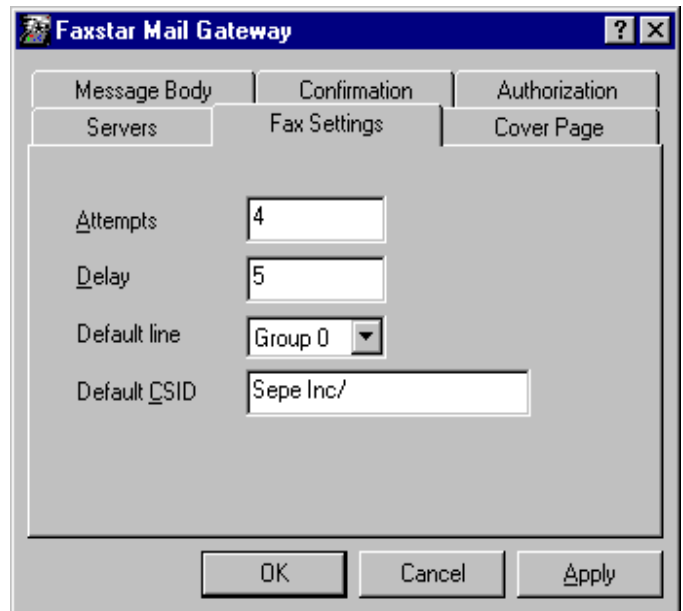 Faxstar Mail Gateway
Message Body Confirmation Authorization
Servers Fax Settings Cover Page
Attempts 4
Delay 5
Default line Group 0
Default CSID Sepe Inc/
OK Cancel Apply